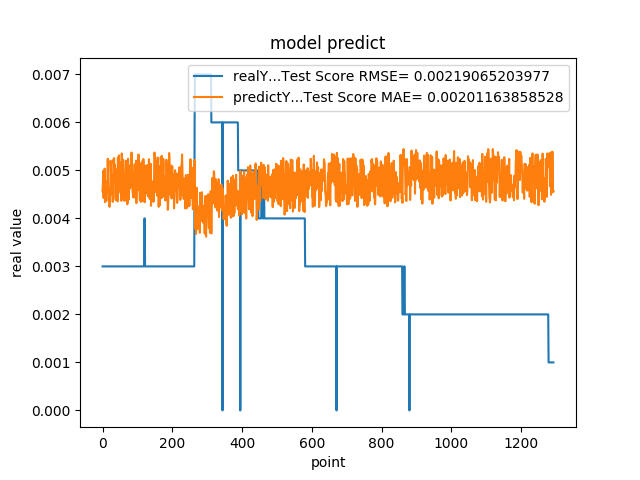 model predict
realY...Test Score RMSE= 0.00219065203977
predictY...Test Score MAE= 0.00201163858528
0.007
0.006
0.005
0.004
0.003
0.002
0.001
0.000
real value
0 200 400 600 800 1000 1200
point